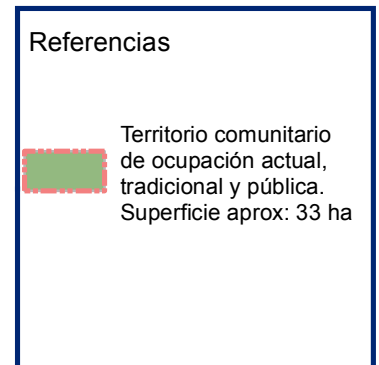 Referencias
Territorio comunitario
de ocupación actual,
tradicional y pública.
Superficie aprox: 33 ha